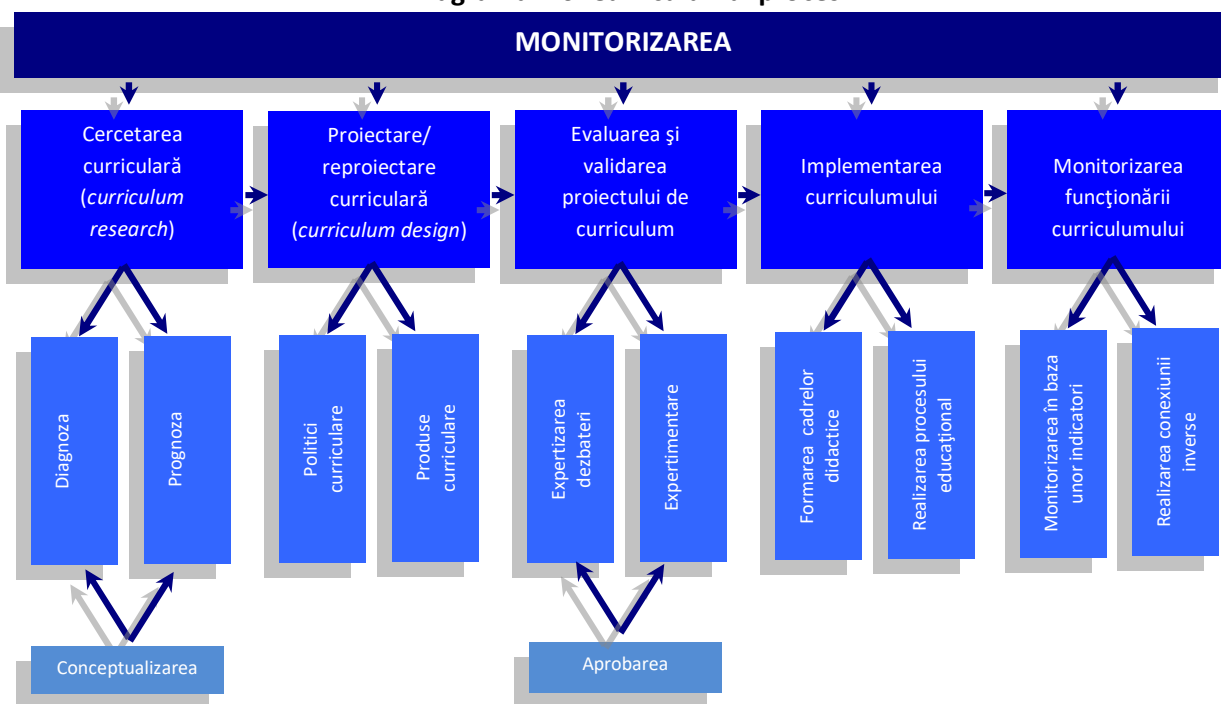 MONITORIZAREA
Cercetarea
curriculară
(curriculum
research)
Proiectare/
reproiectare
curriculară
(curriculum design)
Evaluarea şi
validarea
proiectului de
curriculum
Implementarea
curriculumului
Monitorizarea
funcţionării
curriculumului
Diagnoza
Prognoza
Politici
curriculare
Produse
curriculare
Expertizarea
dezbateri
Expertimentare
Formarea cadrelor
didactice
Realizarea procesului
educaţional
Monitorizarea în baza
unor indicatori
Realizarea conexiunii
inverse
Conceptualizarea
Aprobarea